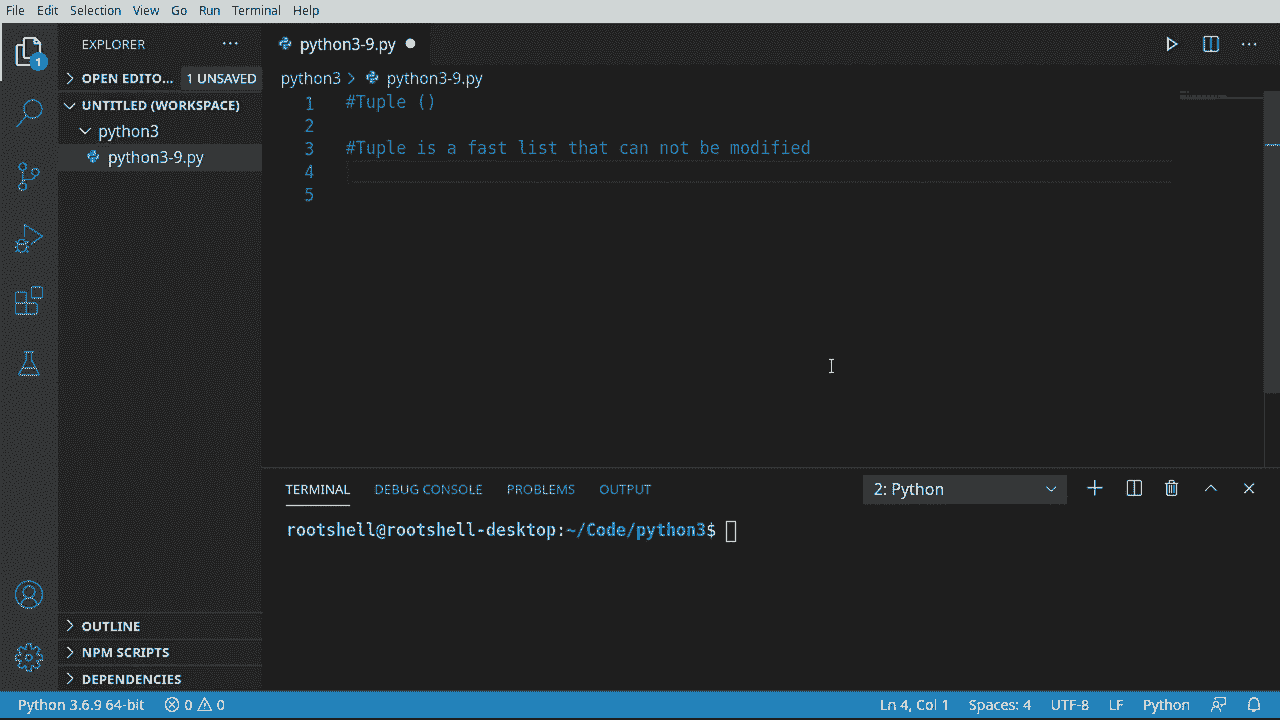 File Edit Selection View Go Run Terminal Help
EXPLORER
OPEN EDITO... 1 UNSAVED
UNTITLED (WORKSPACE)
python3
python3-9.py
OUTLINE
NPM SCRIPTS
DEPENDENCIES
1
python3-9.py
python3 > python3-9.py
1 #Tuple ()
2
3 #Tuple is a fast list that can not be modified
4
5
TERMINAL DEBUG CONSOLE PROBLEMS OUTPUT 2: Python
rootshell@rootshell-desktop:~/Code/python3$
Python 3.6.9 64-bit 0 0 Ln 4, Col 1 Spaces: 4 UTF-8 LF Python